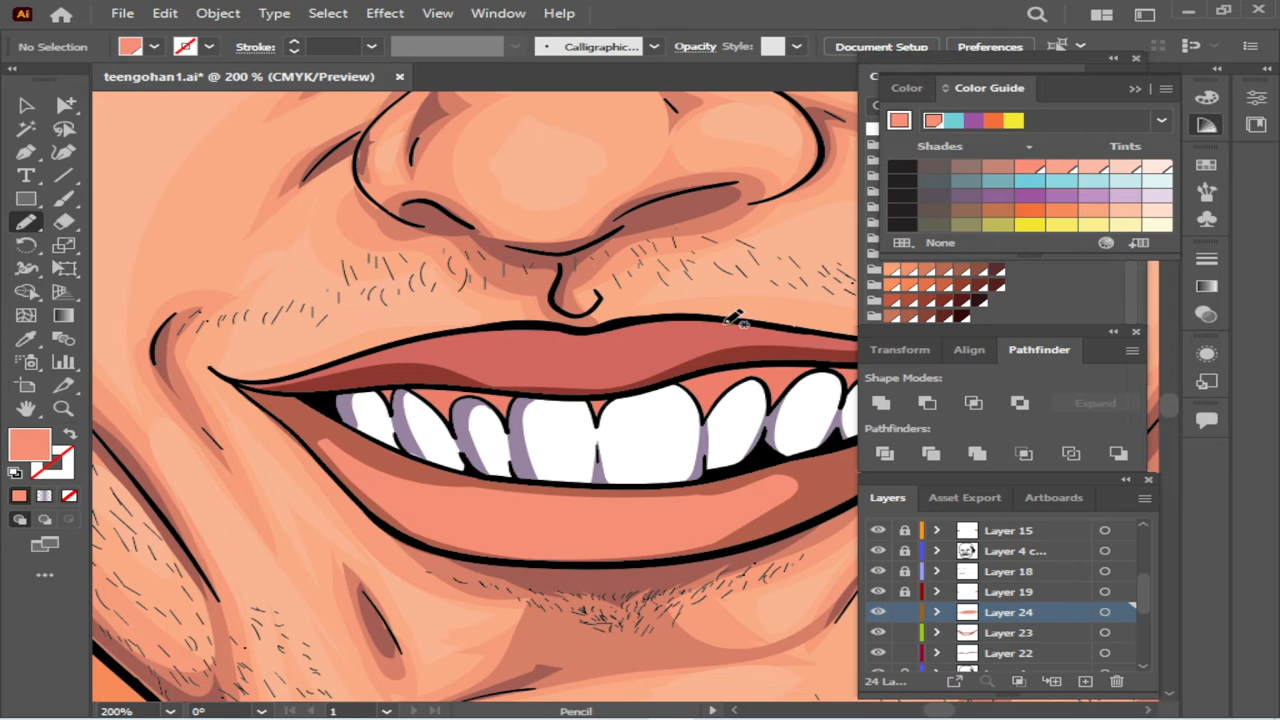 Ai File Edit Object Type Select Effect View Window Help
No Selection Stroke: Calligraphic... Opacity Style: Document Setup Preferences
teengohan1.ai* @ 200 % (CMYK/Preview) ×
Color Color Guide
Shades Tints
None
Transform Align Pathfinder
Shape Modes:
Expand
Pathfinders:
Layers Asset Export Artboards
Layer 15
Layer 4 c...
Layer 18
Layer 19
Layer 24
Layer 23
Layer 22
24 La...
200% 0° 1 Pencil